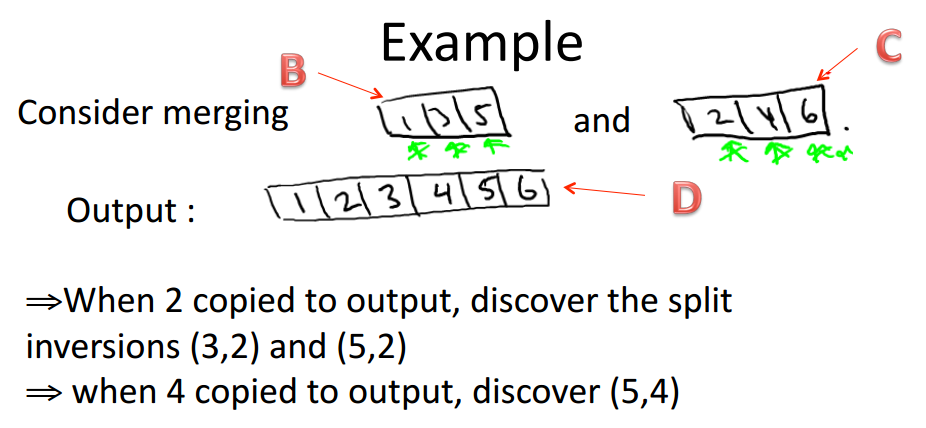 Example
B
C
Consider merging 1 3 5 and 2 4 6.
Output : 1 2 3 4 5 6
D
⇒When 2 copied to output, discover the split
inversions (3,2) and (5,2)
⇒ when 4 copied to output, discover (5,4)